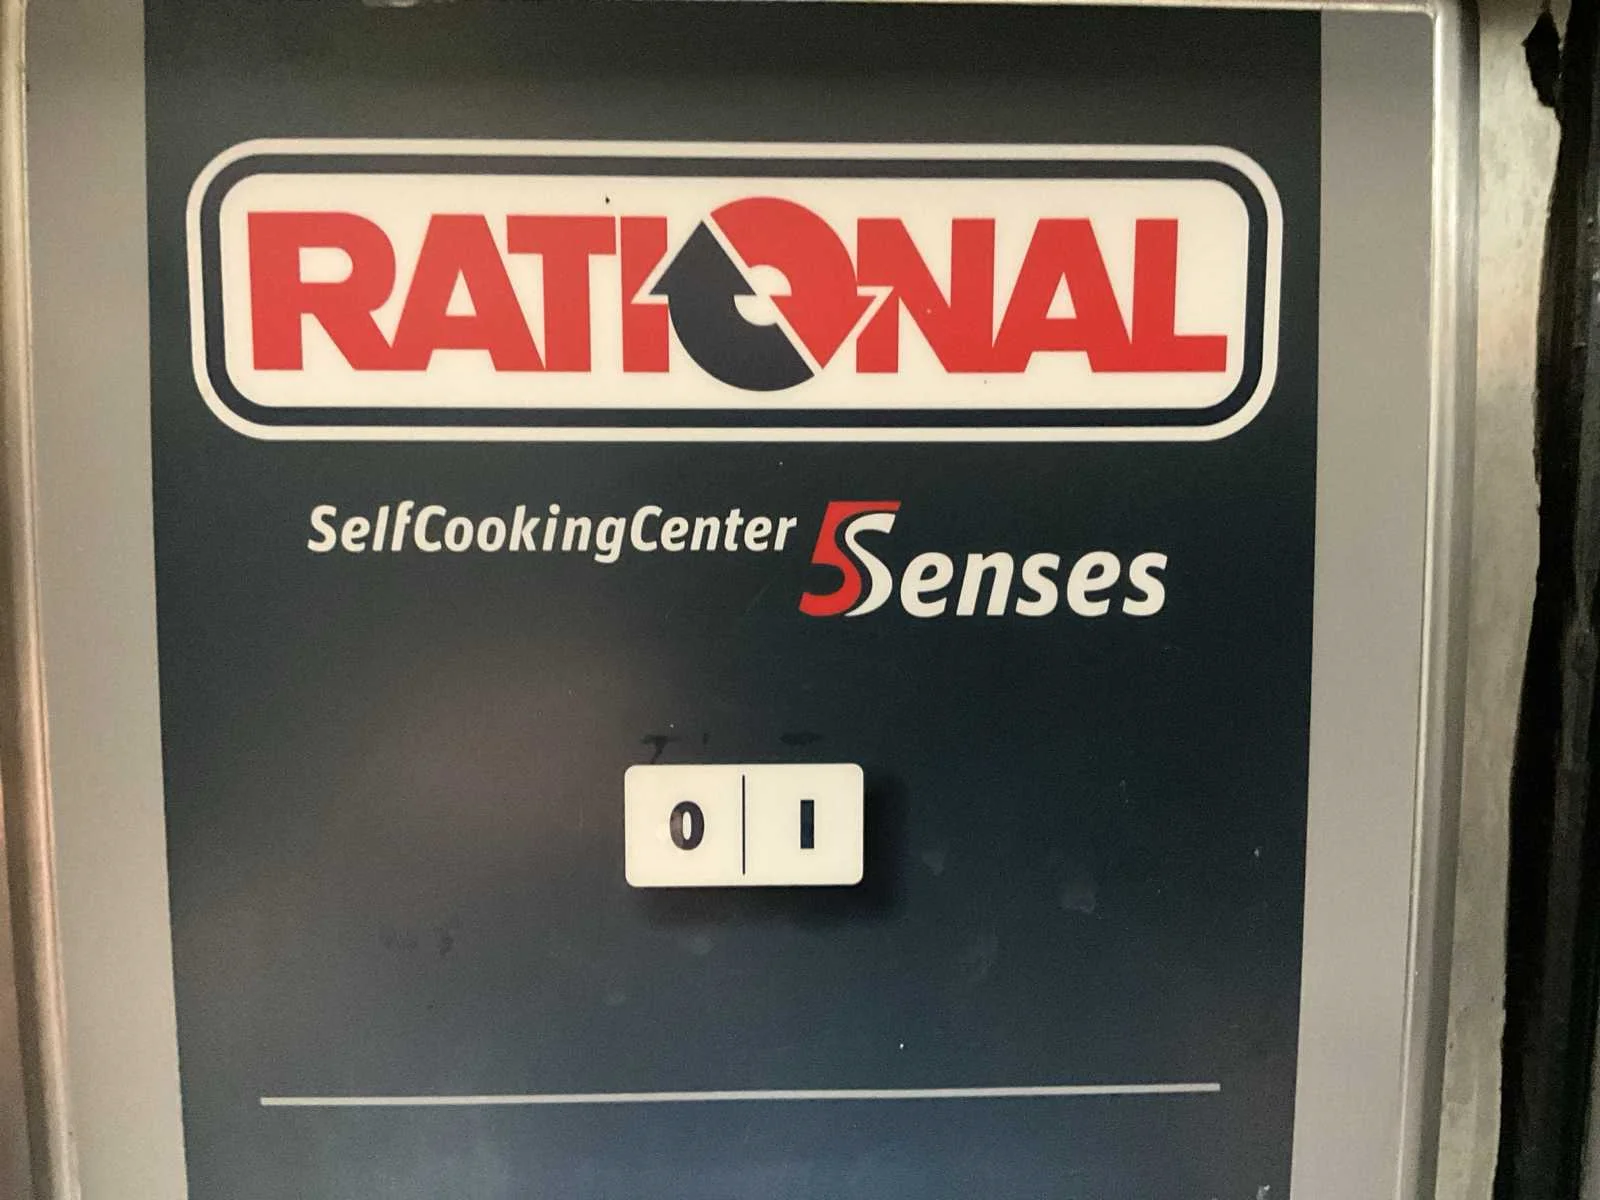 RATIONAL
SelfCookingCenter 5Senses
0 I